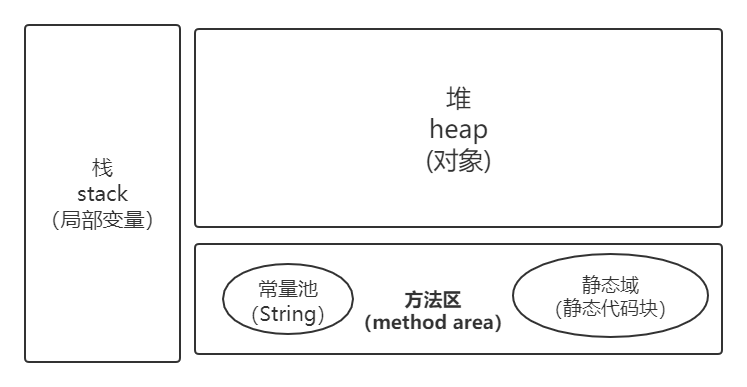 栈
stack
（局部变量）
堆
heap
(对象)
常量池
（String）
方法区
（method area）
静态域
（静态代码块）